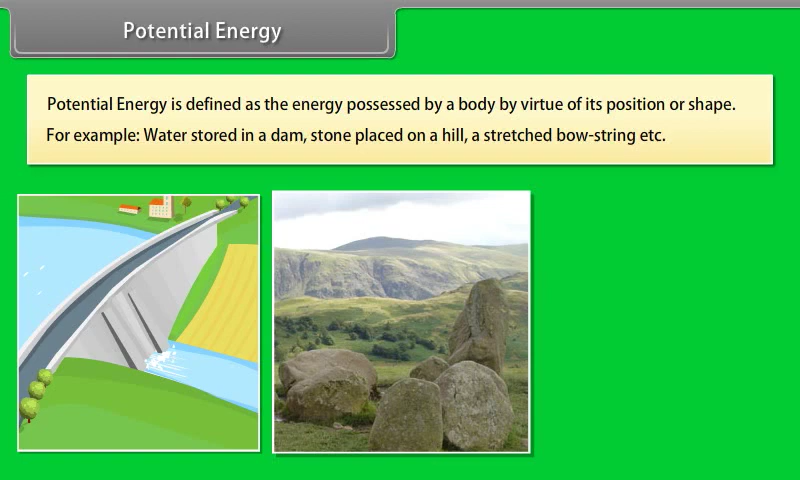 Potential Energy
Potential Energy is defined as the energy possessed by a body by virtue of its position or shape.
For example: Water stored in a dam, stone placed on a hill, a stretched bow-string etc.